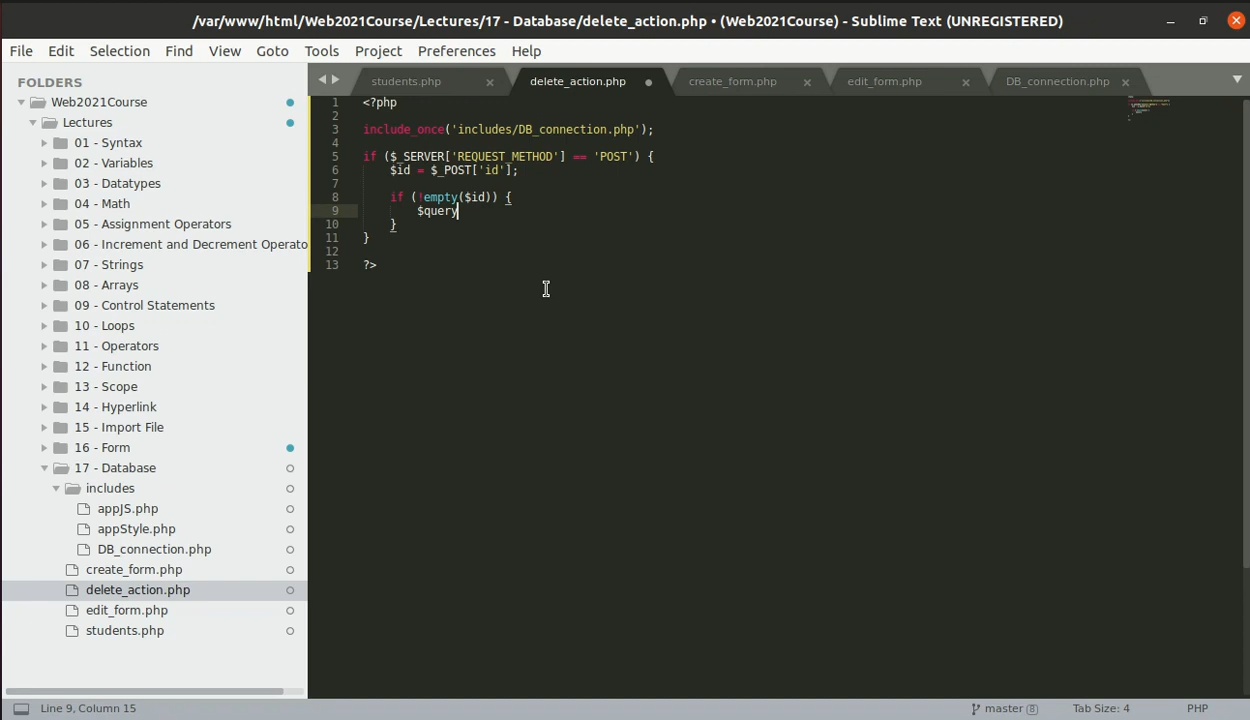 /var/www/html/Web2021Course/Lectures/17 - Database/delete_action.php • (Web2021Course) - Sublime Text (UNREGISTERED)
File Edit Selection Find View Goto Tools Project Preferences Help
FOLDERS
Web2021Course
Lectures
01 - Syntax
02 - Variables
03 - Datatypes
04 - Math
05 - Assignment Operators
06 - Increment and Decrement Operato
07 - Strings
08 - Arrays
09 - Control Statements
10 - Loops
11 - Operators
12 - Function
13 - Scope
14 - Hyperlink
15 - Import File
16 - Form
17 - Database
includes
appJS.php
appStyle.php
DB_connection.php
create_form.php
delete_action.php
edit_form.php
students.php
students.php delete_action.php create_form.php edit_form.php DB_connection.php
1 <?php
2
3 include_once('includes/DB_connection.php');
4
5 if ($_SERVER['REQUEST_METHOD'] == 'POST') {
6 $id = $_POST['id'];
7
8 if (!empty($id)) {
9 $query
10 }
11 }
12
13 ?>
Line 9, Column 15 master 8 Tab Size: 4 PHP